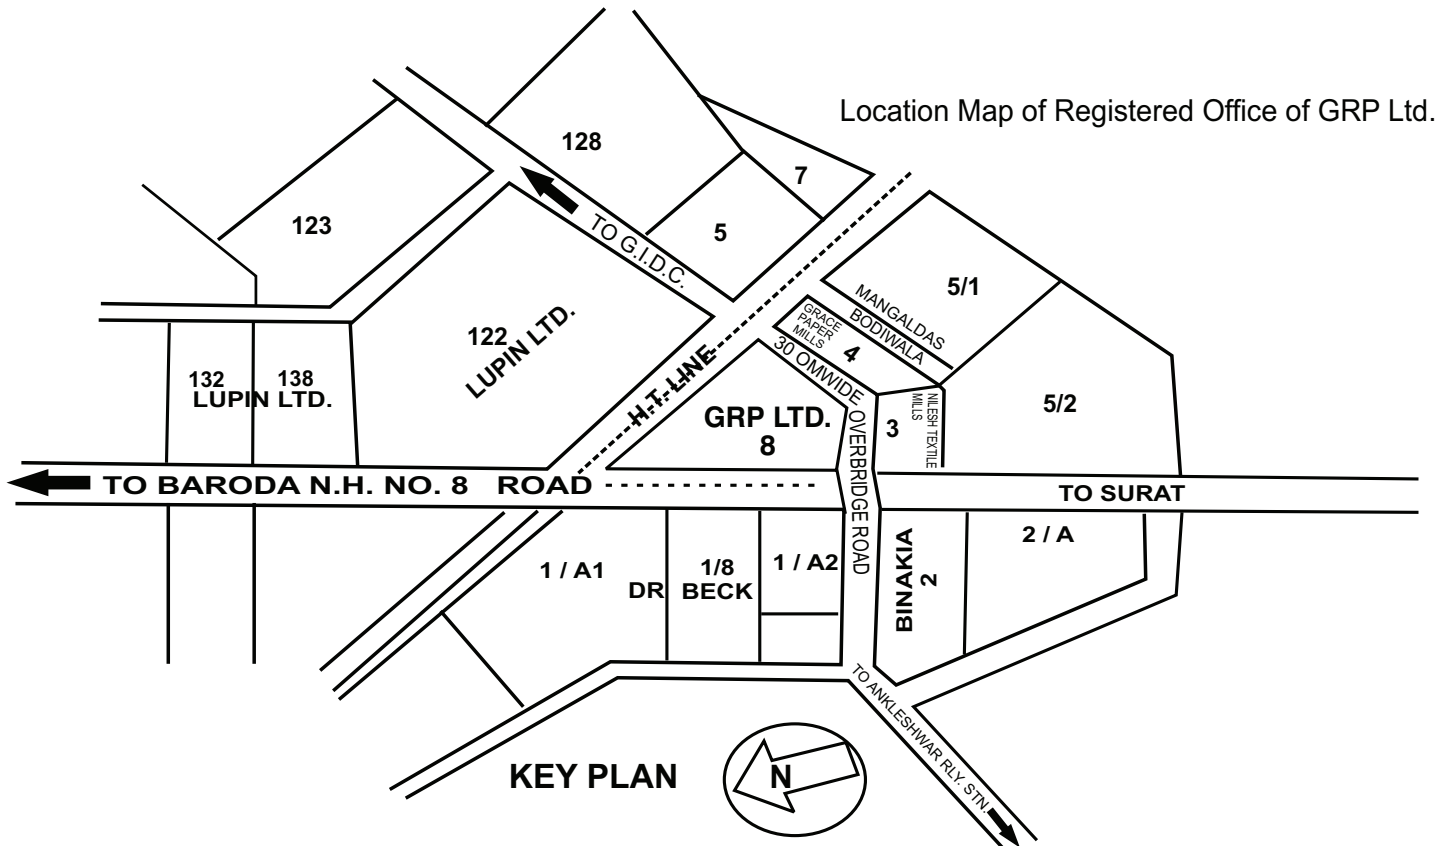 Location Map of Registered Office of GRP Ltd.
128
7
123
5
TO G.I.D.C.
5/1
MANGALDAS
BODIWALA
GRACE
PAPER
MILLS
4
122
LUPIN LTD.
132
138
LUPIN LTD.
H.T. LINE
30 OMWIDE
OVERBRIDGE ROAD
GRP LTD.
8
3
NILESH TEXTILE
MILLS
5/2
TO BARODA N.H. NO. 8 ROAD
TO SURAT
1 / A1
DR
1/8
BECK
1 / A2
BINAKIA
2
2 / A
TO ANKLESHWAR RLY. STN.
KEY PLAN
N